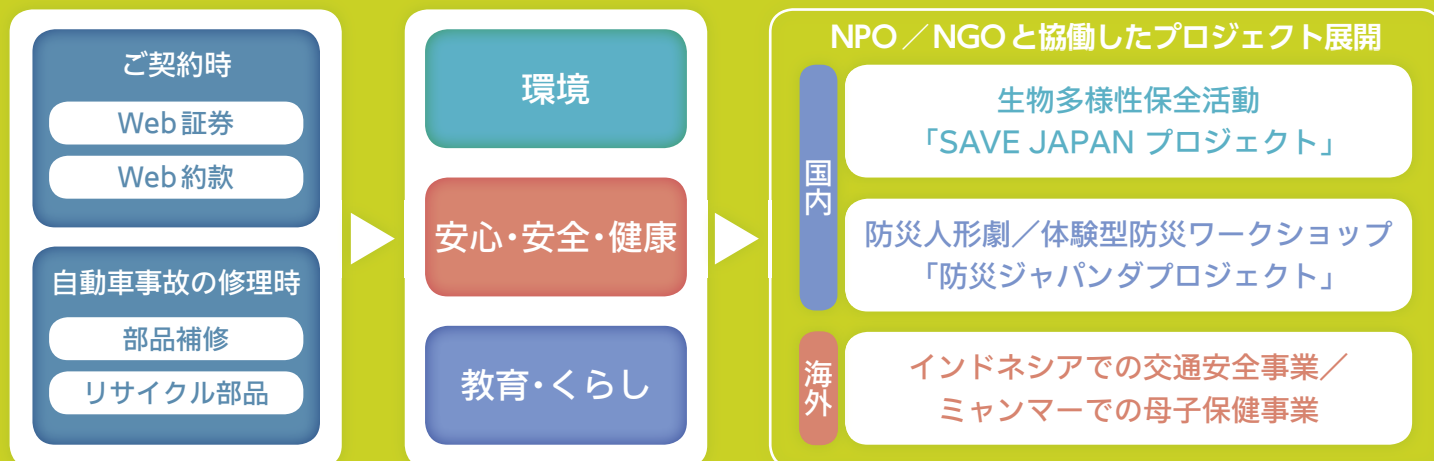 ご契約時
Web証券
Web約款
自動車事故の修理時
部品補修
リサイクル部品
環境
安心・安全・健康
教育・くらし
NPO／NGOと協働したプロジェクト展開
国内
生物多様性保全活動
「SAVE JAPAN プロジェクト」
防災人形劇／体験型防災ワークショップ
「防災ジャパンダプロジェクト」
海外
インドネシアでの交通安全事業／
ミャンマーでの母子保健事業